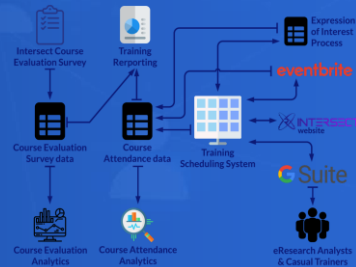 Intersect Course
Evaluation Survey
Training
Rerporting
Expression
of Interest
Process
eventbrite
INTERSECT
website
Course Evaluation
Survey data
Course
Attendance data
Training
Scheduling System
G Suite
Course Evaluation
Analytics
Course Attendance
Analytics
eResearch Analysts
& Casual Trainers